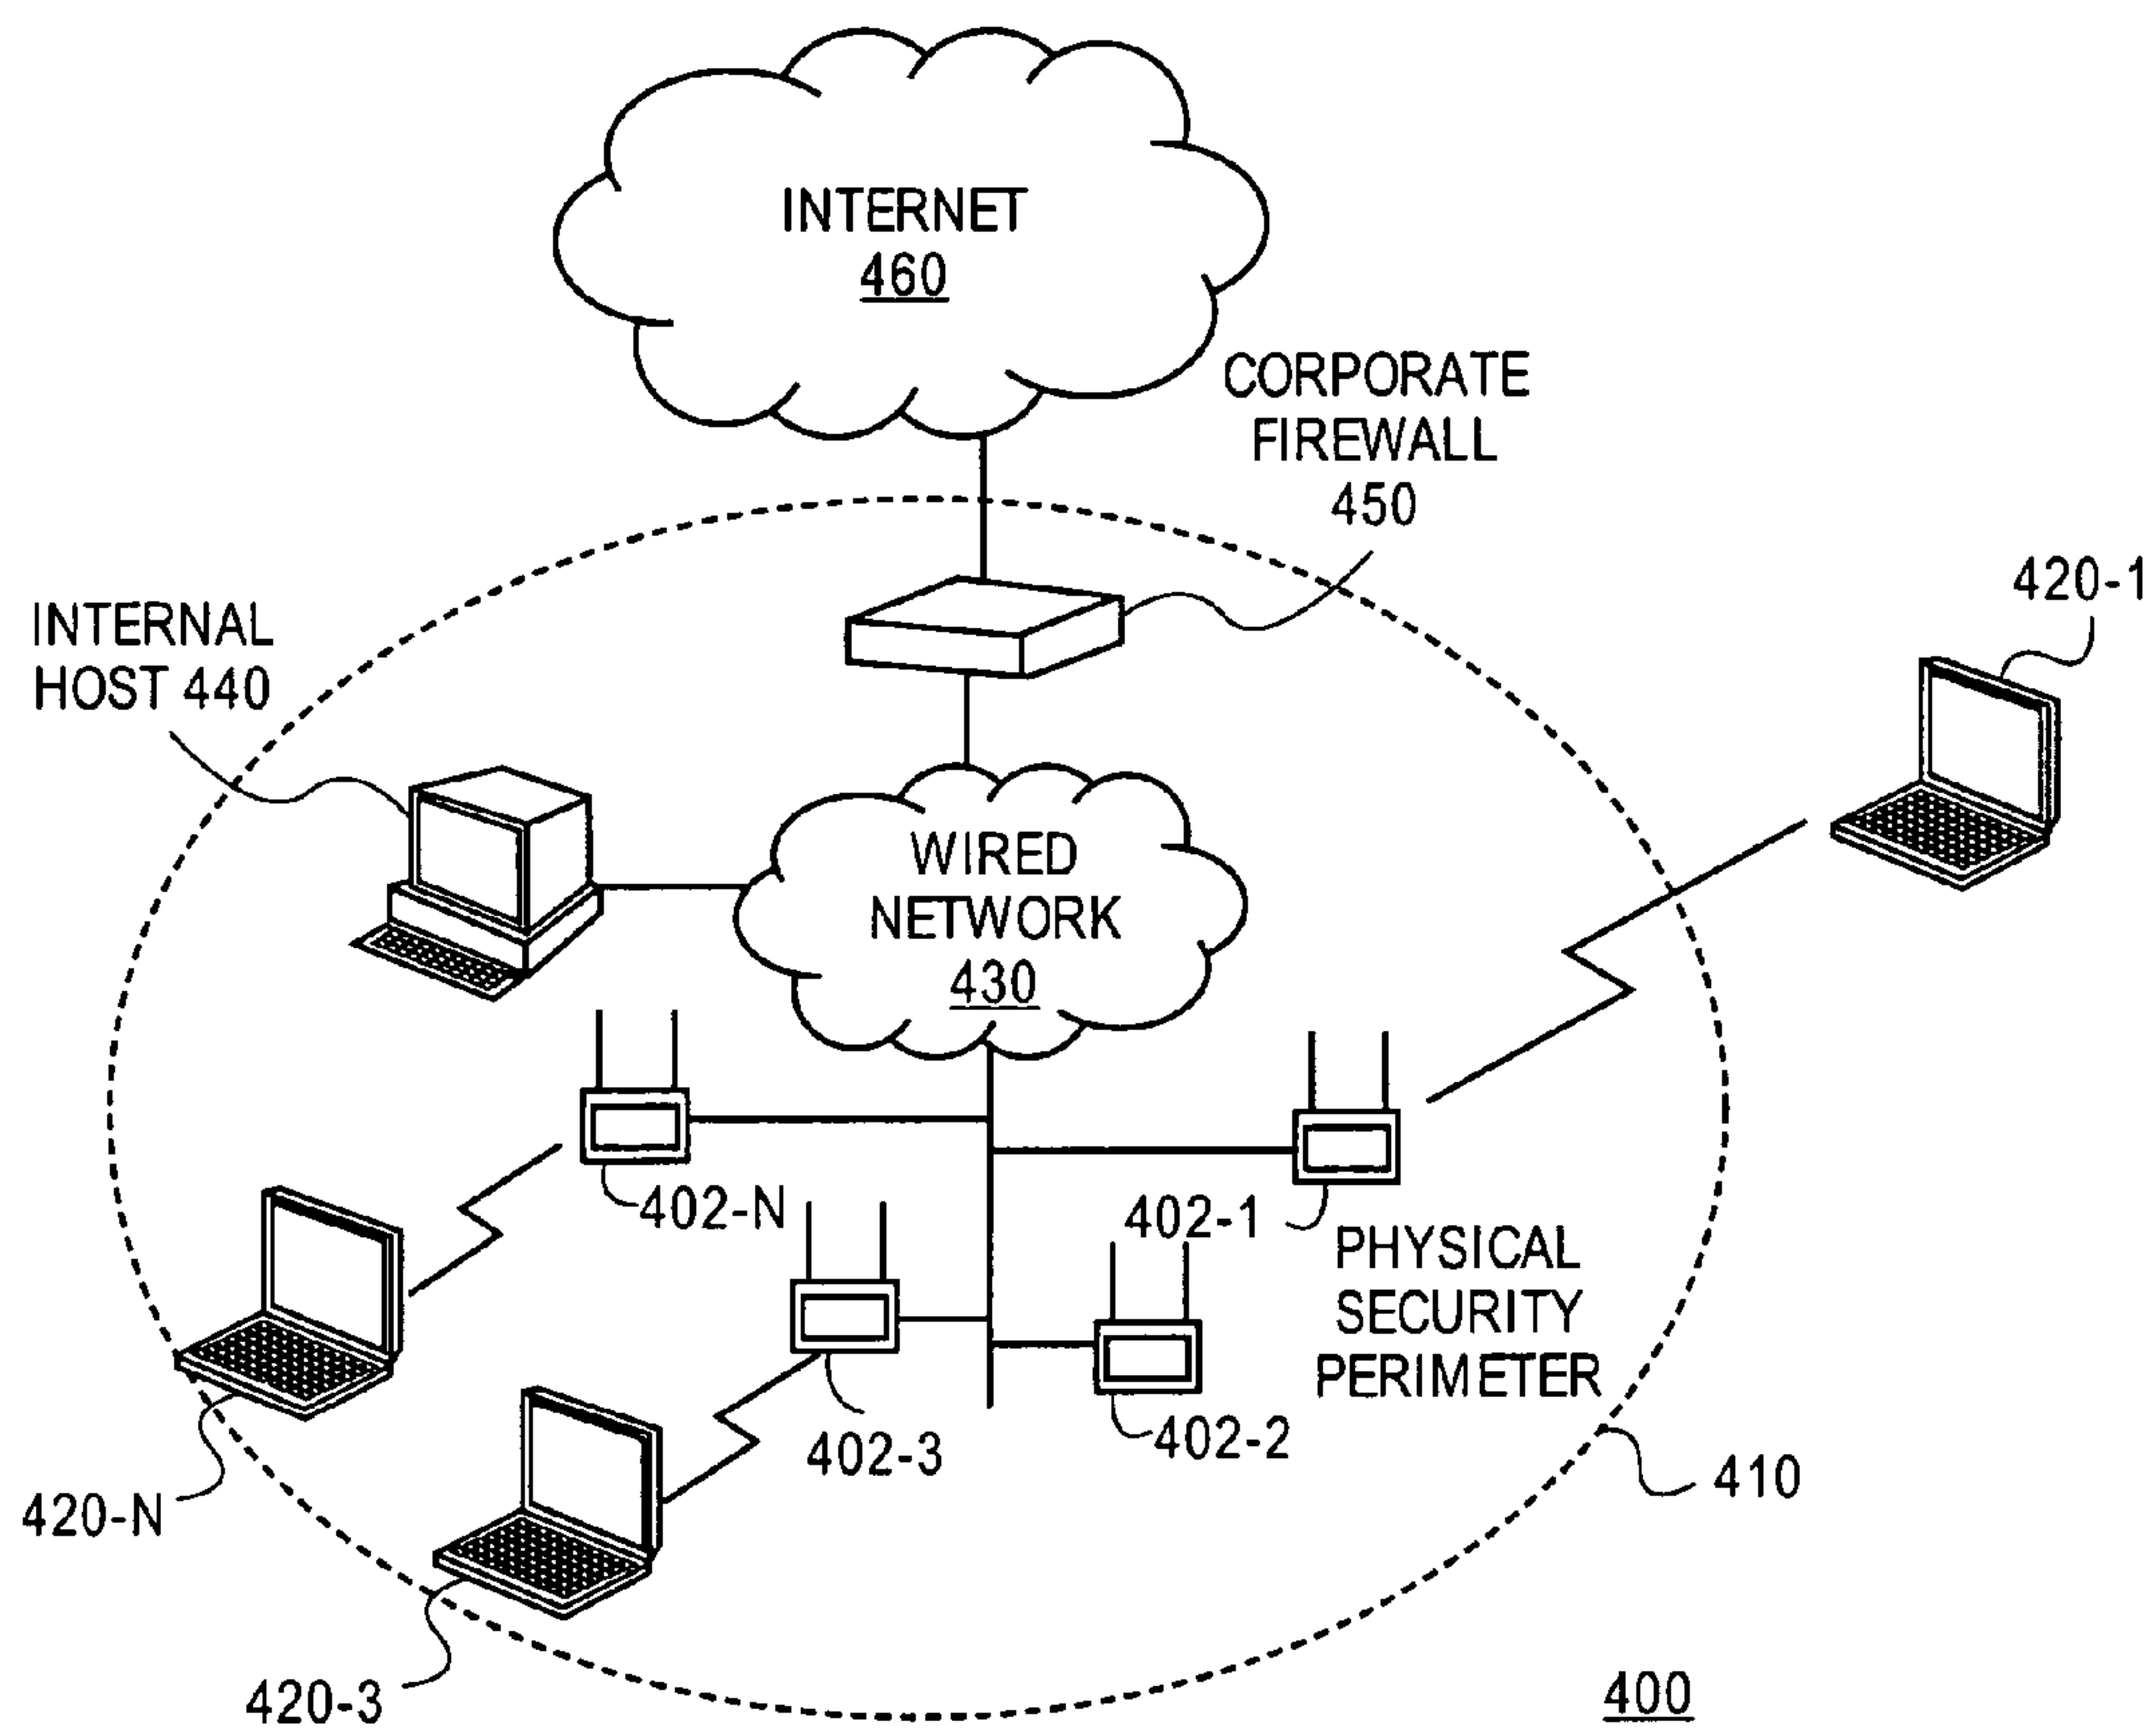 INTERNET
460
CORPORATE
FIREWALL
450
420-1
INTERNAL
HOST 440
WIRED
NETWORK
430
402-N
402-1
PHYSICAL
SECURITY
PERIMETER
402-3
402-2
410
420-N
420-3
400